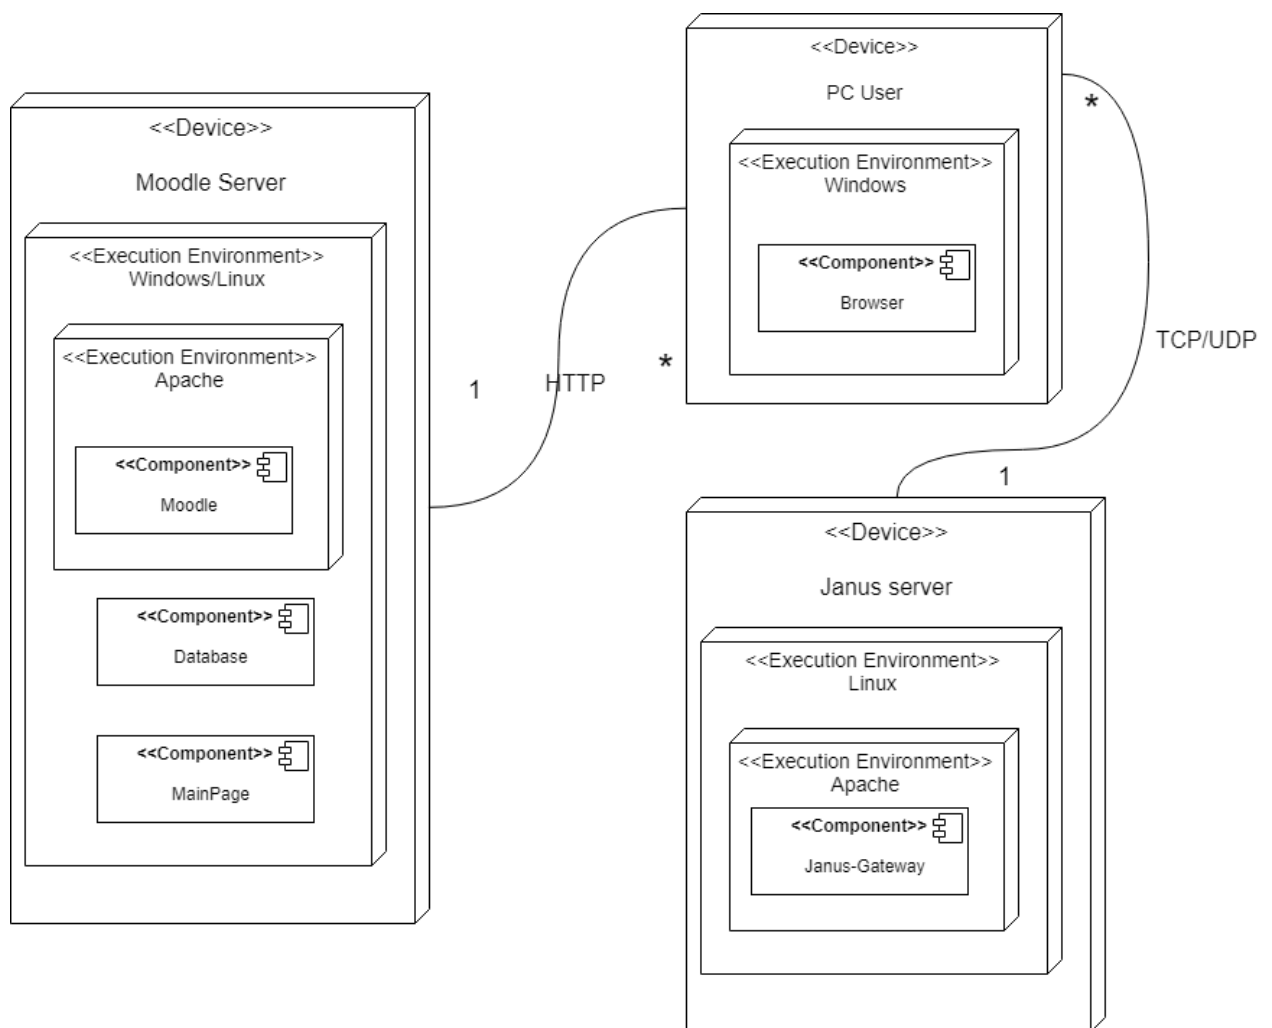 <<Device>>
Moodle Server
<<Execution Environment>>
Windows/Linux
<<Execution Environment>>
Apache
<<Component>>
Moodle
<<Component>>
Database
<<Component>>
MainPage
1
HTTP
*
<<Device>>
PC User
<<Execution Environment>>
Windows
<<Component>>
Browser
*
TCP/UDP
1
<<Device>>
Janus server
<<Execution Environment>>
Linux
<<Execution Environment>>
Apache
<<Component>>
Janus-Gateway